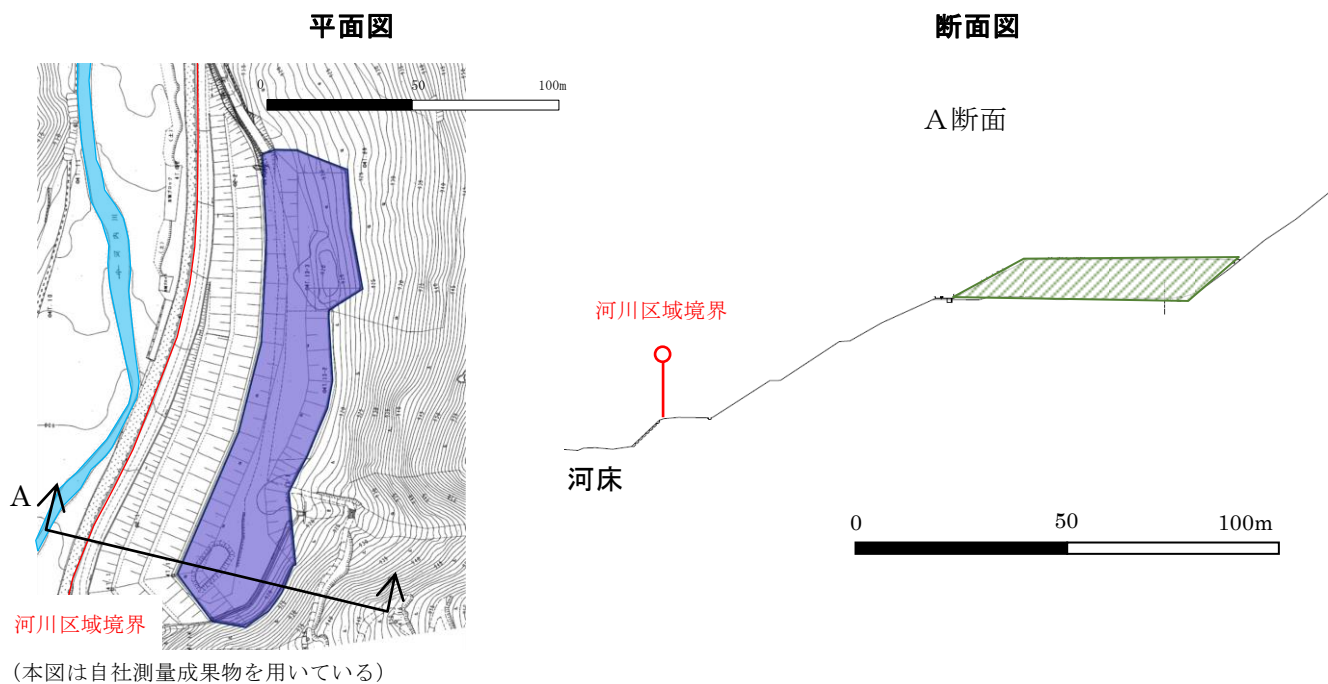 平面図
0 50 100m
A
河川区域境界
(本図は自社測量成果物を用いている)
断面図
A断面
河川区域境界
河床
0 50 100m